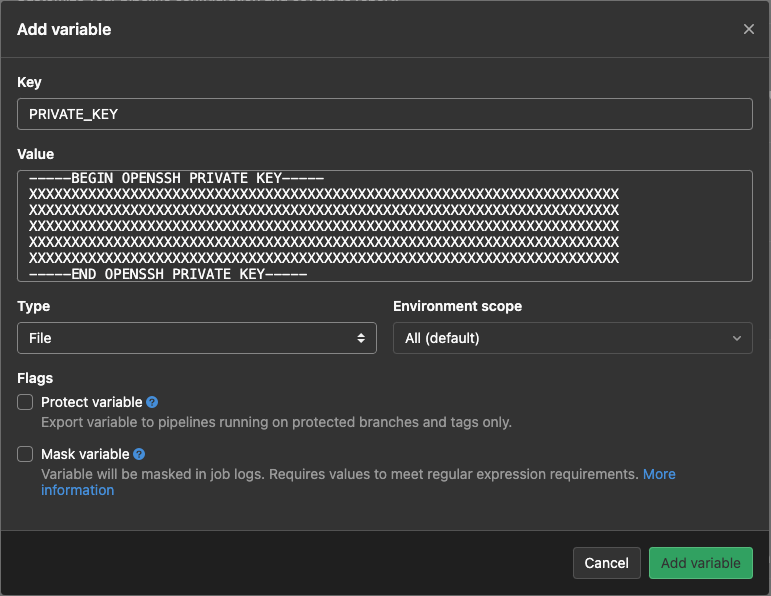 Add variable
Key
PRIVATE_KEY
Value
-----BEGIN OPENSSH PRIVATE KEY-----
XXXXXXXXXXXXXXXXXXXXXXXXXXXXXXXXXXXXXXXXXXXXXXXXXXXXXXXXXXXXXXXXXXXXXX
XXXXXXXXXXXXXXXXXXXXXXXXXXXXXXXXXXXXXXXXXXXXXXXXXXXXXXXXXXXXXXXXXXXXXX
XXXXXXXXXXXXXXXXXXXXXXXXXXXXXXXXXXXXXXXXXXXXXXXXXXXXXXXXXXXXXXXXXXXXXX
XXXXXXXXXXXXXXXXXXXXXXXXXXXXXXXXXXXXXXXXXXXXXXXXXXXXXXXXXXXXXXXXXXXXXX
XXXXXXXXXXXXXXXXXXXXXXXXXXXXXXXXXXXXXXXXXXXXXXXXXXXXXXXXXXXXXXXXXXXXXX
-----END OPENSSH PRIVATE KEY-----
Type Environment scope
File All (default)
Flags
Protect variable ?
Export variable to pipelines running on protected branches and tags only.
Mask variable ?
Variable will be masked in job logs. Requires values to meet regular expression requirements. More
information
Cancel Add variable